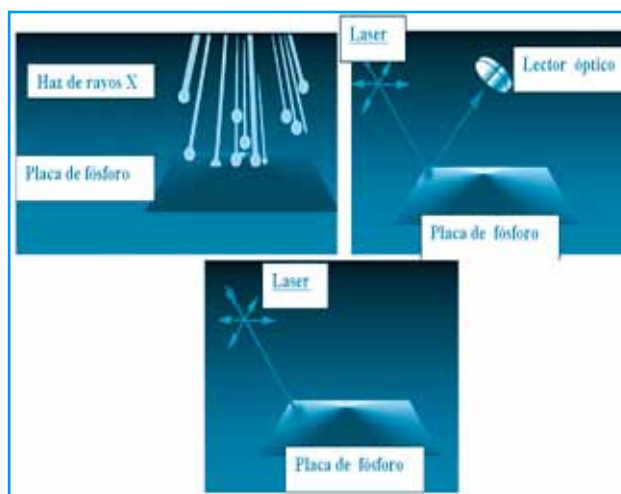 Haz de rayos X
Placa de fósforo
Laser
Lector óptico
Placa de fósforo
Laser
Placa de fósforo